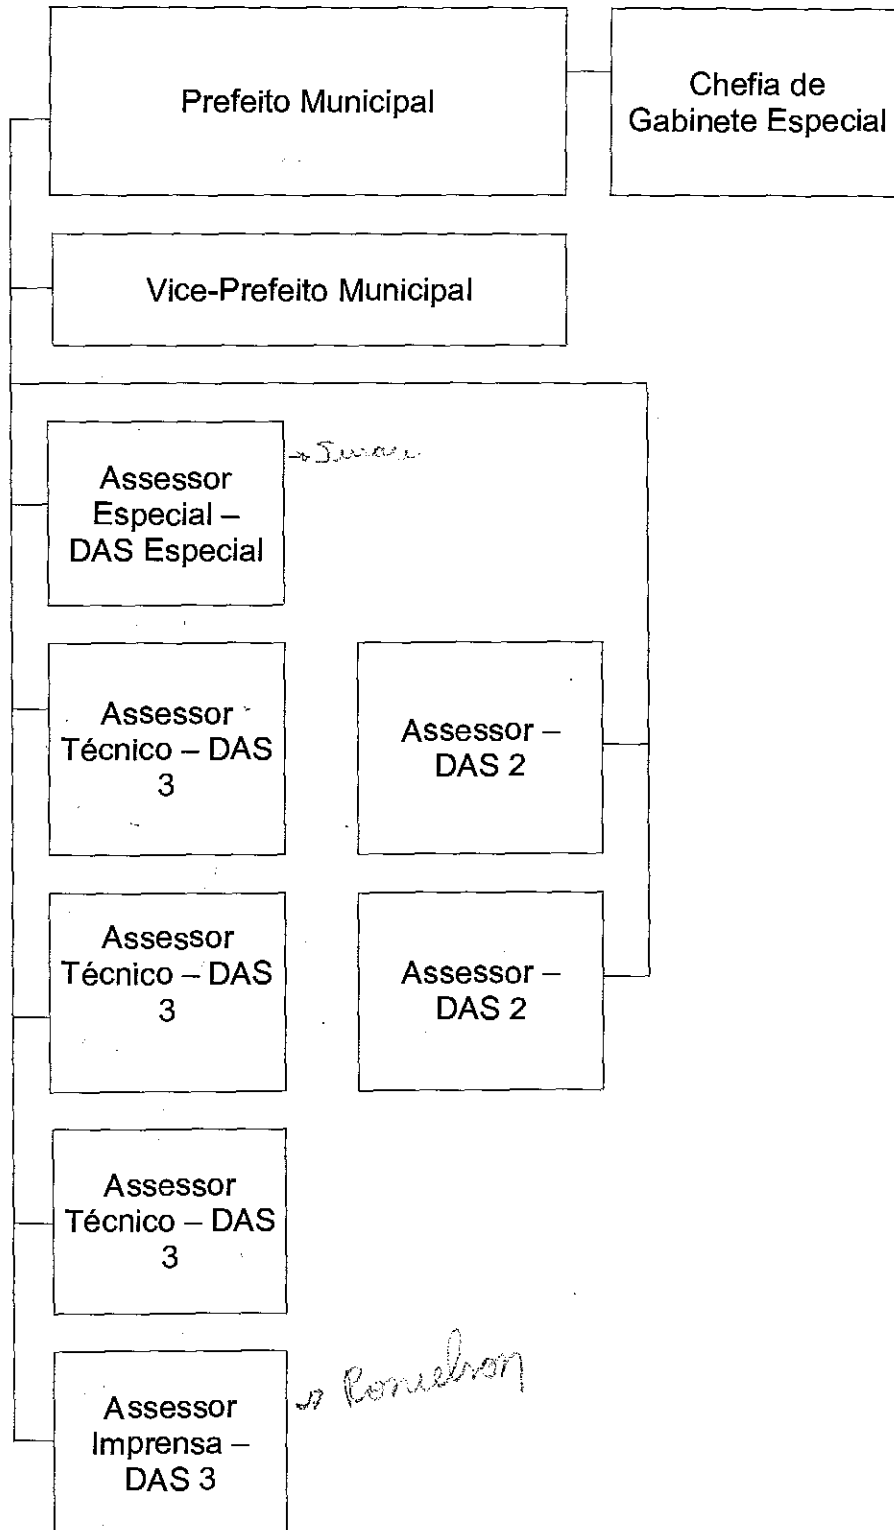 Prefeito Municipal
Chefia de
Gabinete Especial
Vice-Prefeito Municipal
Assessor
Especial –
DAS Especial
Assessor
Técnico – DAS
3
Assessor –
DAS 2
Assessor
Técnico – DAS
3
Assessor –
DAS 2
Assessor
Técnico – DAS
3
Assessor
Imprensa –
DAS 3
→ Ronielson